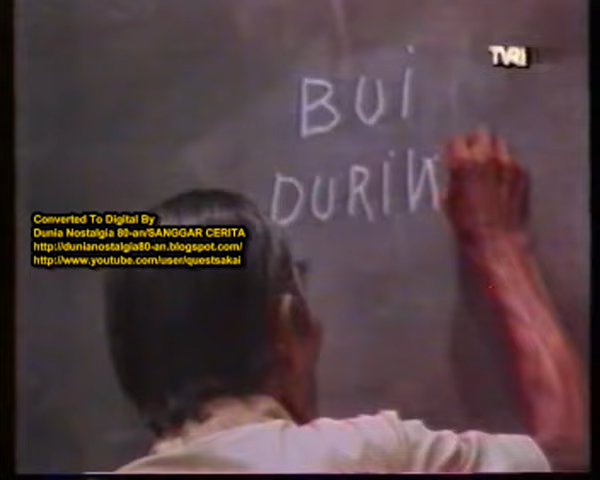 TVRI
BUi
DURiN
Converted To Digital By
Dunia Nostalgia 80-an/SANGGAR CERITA
http://dunianostalgia80-an.blogspot.com/
http://www.youtube.com/user/questsakai